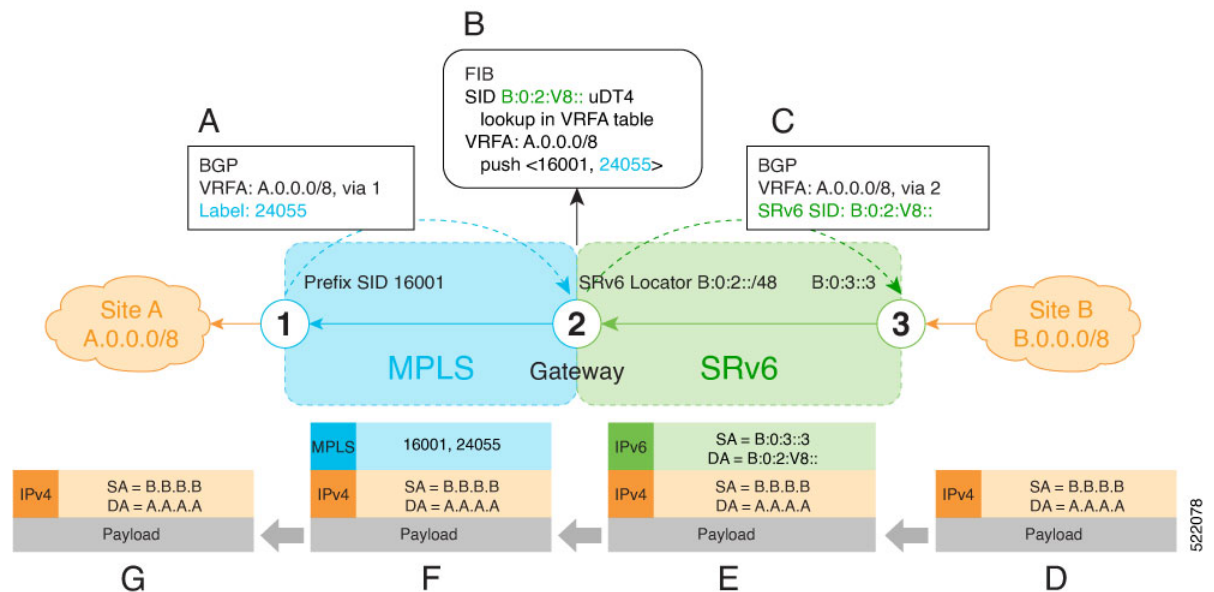 B
FIB
SID B:0:2:V8:: uDT4
lookup in VRFA table
VRFA: A.0.0.0/8
push <16001, 24055>
A
BGP
VRFA: A.0.0.0/8, via 1
Label: 24055
C
BGP
VRFA: A.0.0.0/8, via 2
SRv6 SID: B:0:2:V8::
Prefix SID 16001
SRv6 Locator B:0:2::/48
B:0:3::3
Site A
A.0.0.0/8
1
2
3
Site B
B.0.0.0/8
MPLS
Gateway
SRv6
IPv4
SA = B.B.B.B
DA = A.A.A.A
Payload
MPLS
16001, 24055
IPv4
SA = B.B.B.B
DA = A.A.A.A
Payload
IPv6
SA = B:0:3::3
DA = B:0:2:V8::
IPv4
SA = B.B.B.B
DA = A.A.A.A
Payload
IPv4
SA = B.B.B.B
DA = A.A.A.A
Payload
522078
G
F
E
D